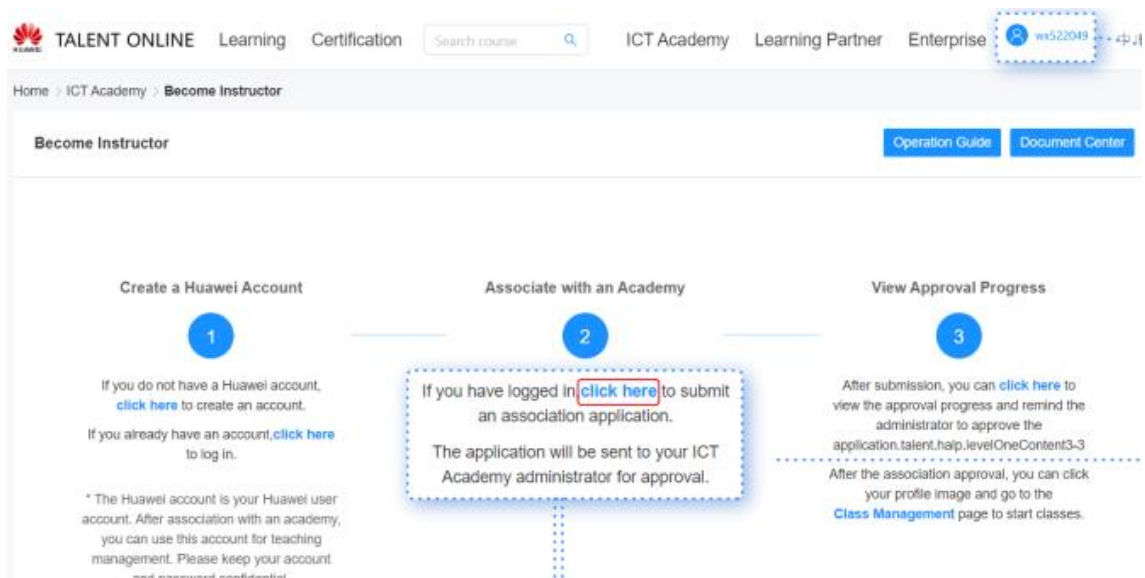 HUAWEI TALENT ONLINE Learning Certification Search course ICT Academy Learning Partner Enterprise wx522049 中
Home > ICT Academy > Become Instructor
Become Instructor Operation Guide Document Center
Create a Huawei Account
1
If you do not have a Huawei account,
click here to create an account.
If you already have an account,click here
to log in.
* The Huawei account is your Huawei user
account. After association with an academy,
you can use this account for teaching
management. Please keep your account
and password confidential.
Associate with an Academy
2
If you have logged in,click here to submit
an association application.
The application will be sent to your ICT
Academy administrator for approval.
View Approval Progress
3
After submission, you can click here to
view the approval progress and remind the
administrator to approve the
application.talent.halp.levelOneContent3-3
After the association approval, you can click
your profile image and go to the
Class Management page to start classes.